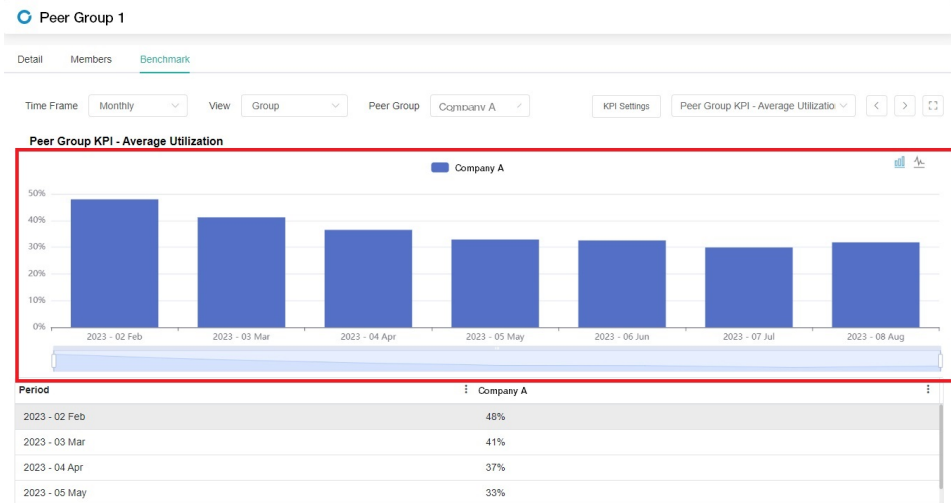 Peer Group 1
Detail Members Benchmark
Time Frame Monthly View Group Peer Group Company A KPI Settings Peer Group KPI - Average Utilizatio
Peer Group KPI - Average Utilization
Company A
50%
40%
30%
20%
10%
0%
2023 - 02 Feb 2023 - 03 Mar 2023 - 04 Apr 2023 - 05 May 2023 - 06 Jun 2023 - 07 Jul 2023 - 08 Aug
Period Company A
2023 - 02 Feb 48%
2023 - 03 Mar 41%
2023 - 04 Apr 37%
2023 - 05 May 33%